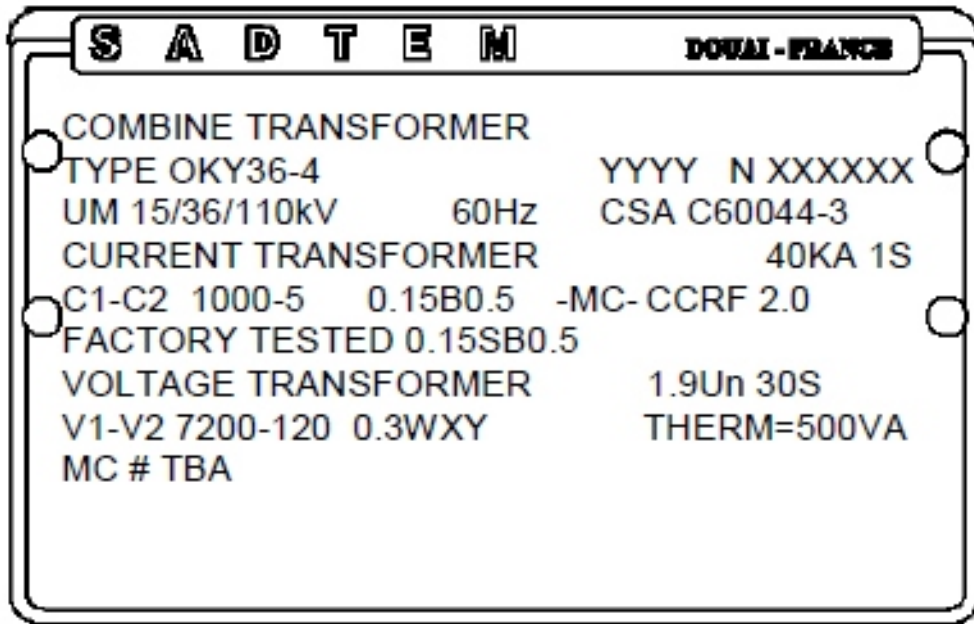 S A D T E M DOUAI - FRANCE
COMBINE TRANSFORMER
TYPE OKY36-4 YYYY N XXXXXX
UM 15/36/110kV 60Hz CSA C60044-3
CURRENT TRANSFORMER 40KA 1S
C1-C2 1000-5 0.15B0.5 -MC- CCRF 2.0
FACTORY TESTED 0.15SB0.5
VOLTAGE TRANSFORMER 1.9Un 30S
V1-V2 7200-120 0.3WXY THERM=500VA
MC # TBA